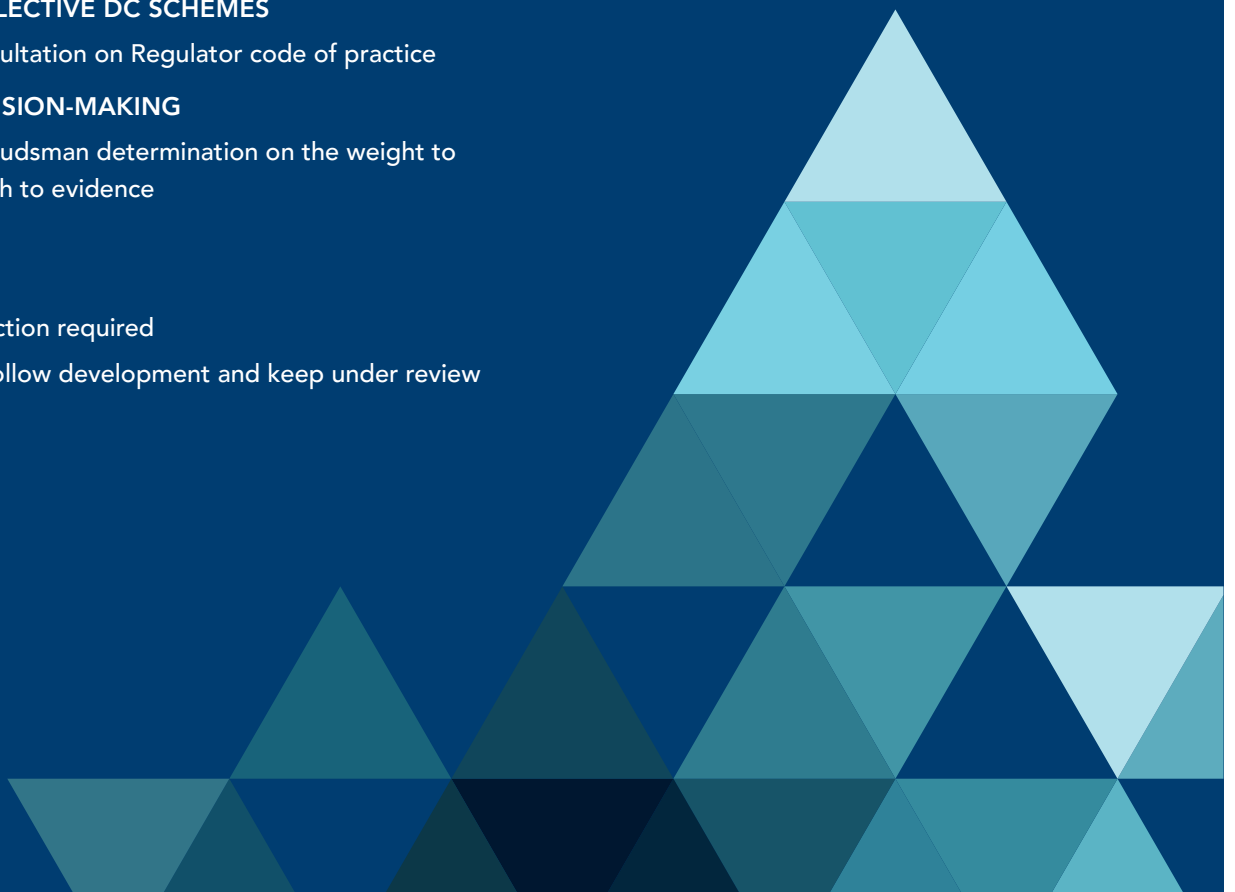 LECTIVE DC SCHEMES
ultation on Regulator code of practice
SION-MAKING
udsman determination on the weight to
h to evidence
ction required
ollow development and keep under review